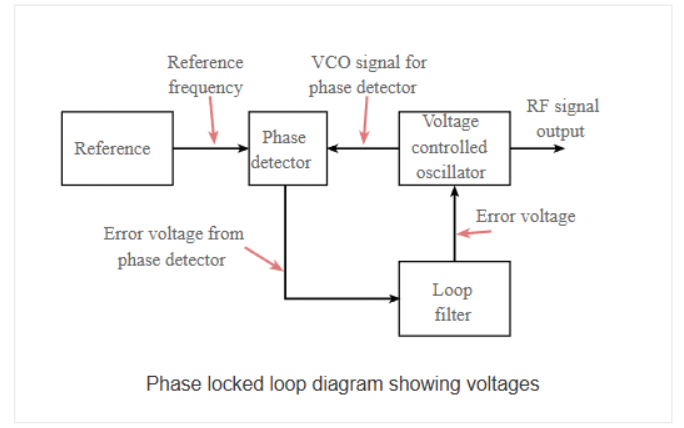 Reference
frequency
VCO signal for
phase detector
RF signal
output
Reference
Phase
detector
Voltage
controlled
oscillator
Error voltage from
phase detector
Error voltage
Loop
filter
Phase locked loop diagram showing voltages